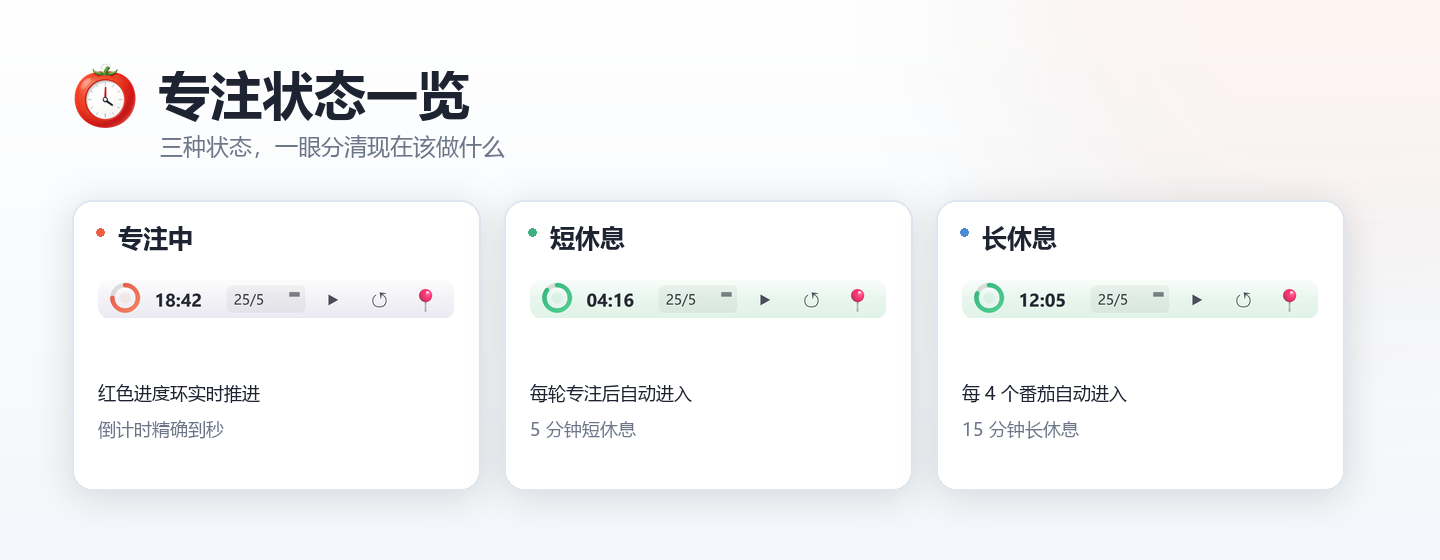 专注状态一览
三种状态，一眼分清现在该做什么
专注中
18:42 25/5
红色进度环实时推进
倒计时精确到秒
短休息
04:16 25/5
每轮专注后自动进入
5 分钟短休息
长休息
12:05 25/5
每 4 个番茄自动进入
15 分钟长休息